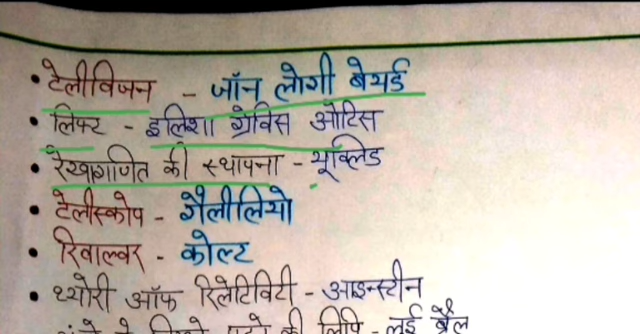 • टेलीविजन - जॉन लोगी बेयर्ड
• लिफ्ट - इलिशा ग्रेविस ओटिस
• रेखागणित की स्थापना - यूक्लिड
• टेलीस्कोप - गैलीलियो
• रिवाल्वर - कोल्ट
• थ्योरी ऑफ रिलेटिविटी - आइन्स्टीन
की लिपि - लुई ब्रैल